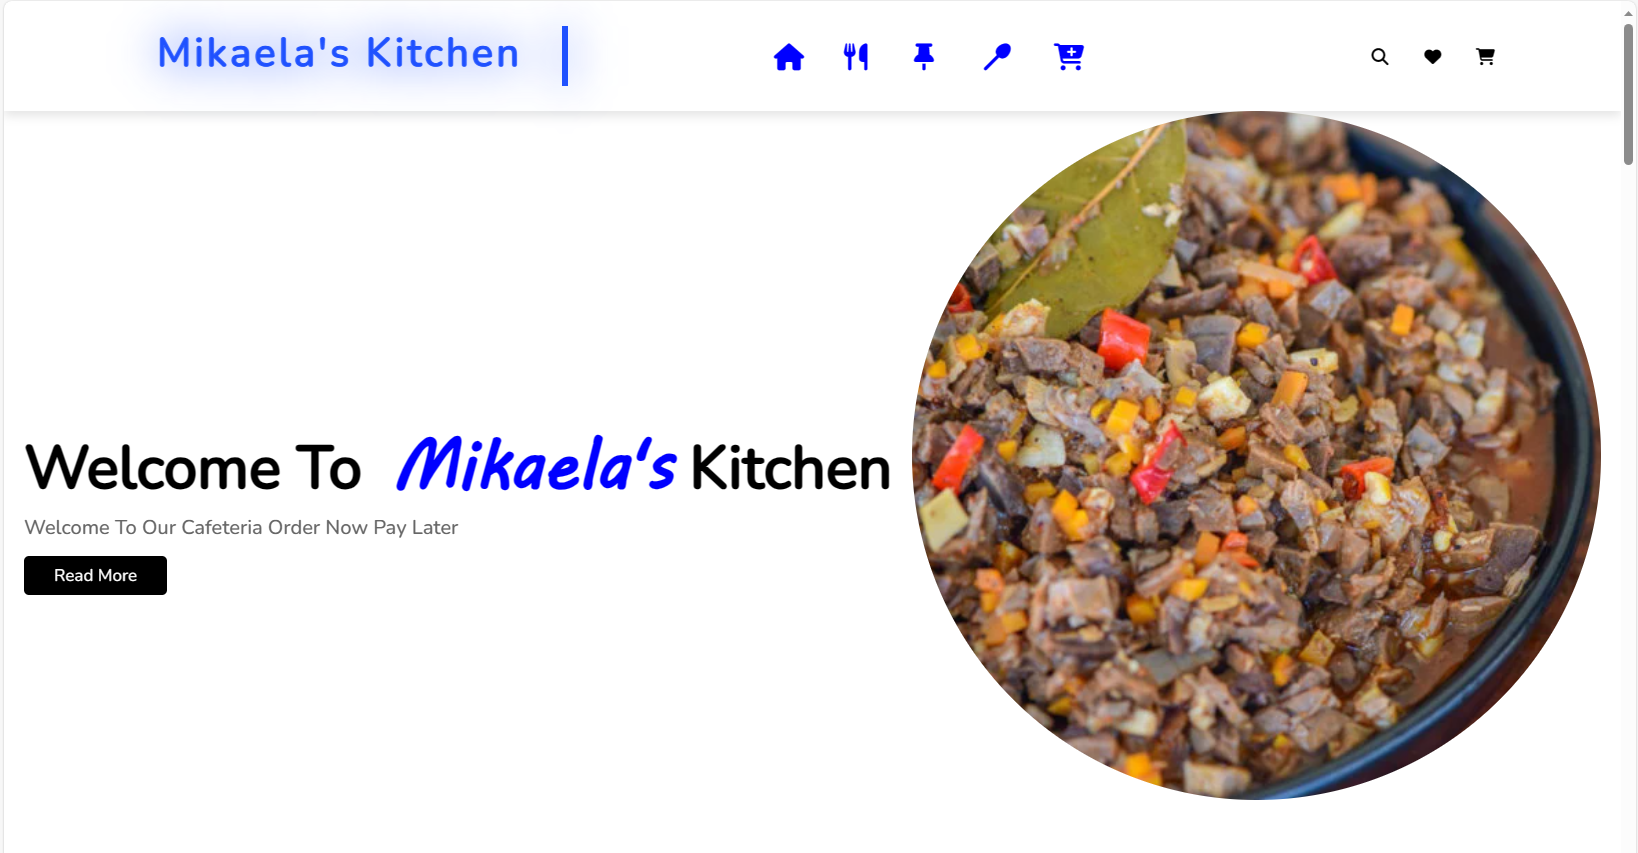 Mikaela's Kitchen
Welcome To Mikaela's Kitchen
Welcome To Our Cafeteria Order Now Pay Later
Read More